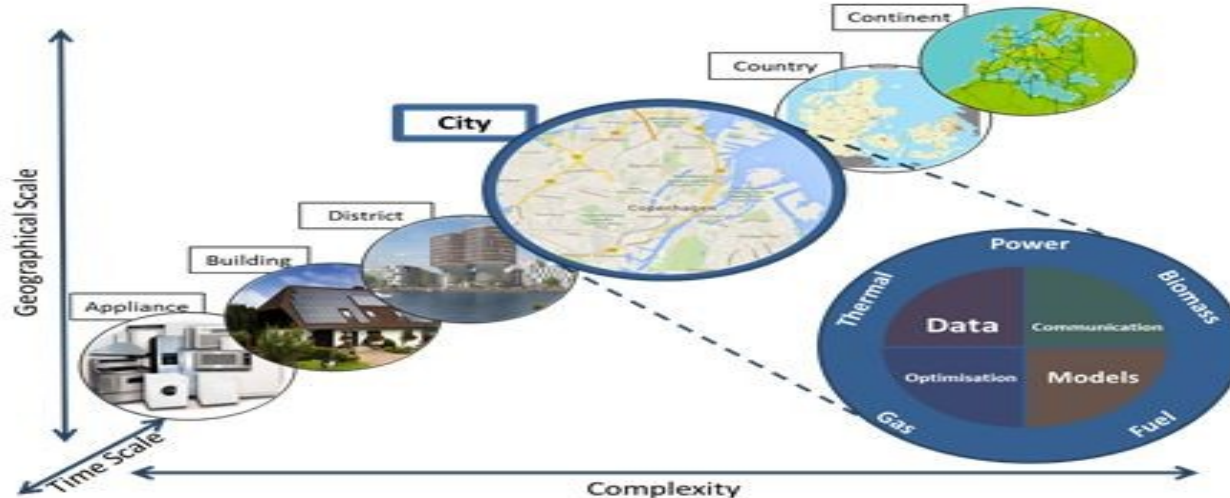 Continent
Country
City
District
Building
Appliance
Geographical Scale
Time Scale
Complexity
Copenhagen
Power
Thermal
Biomass
Data
Communication
Optimisation
Models
Gas
Fuel